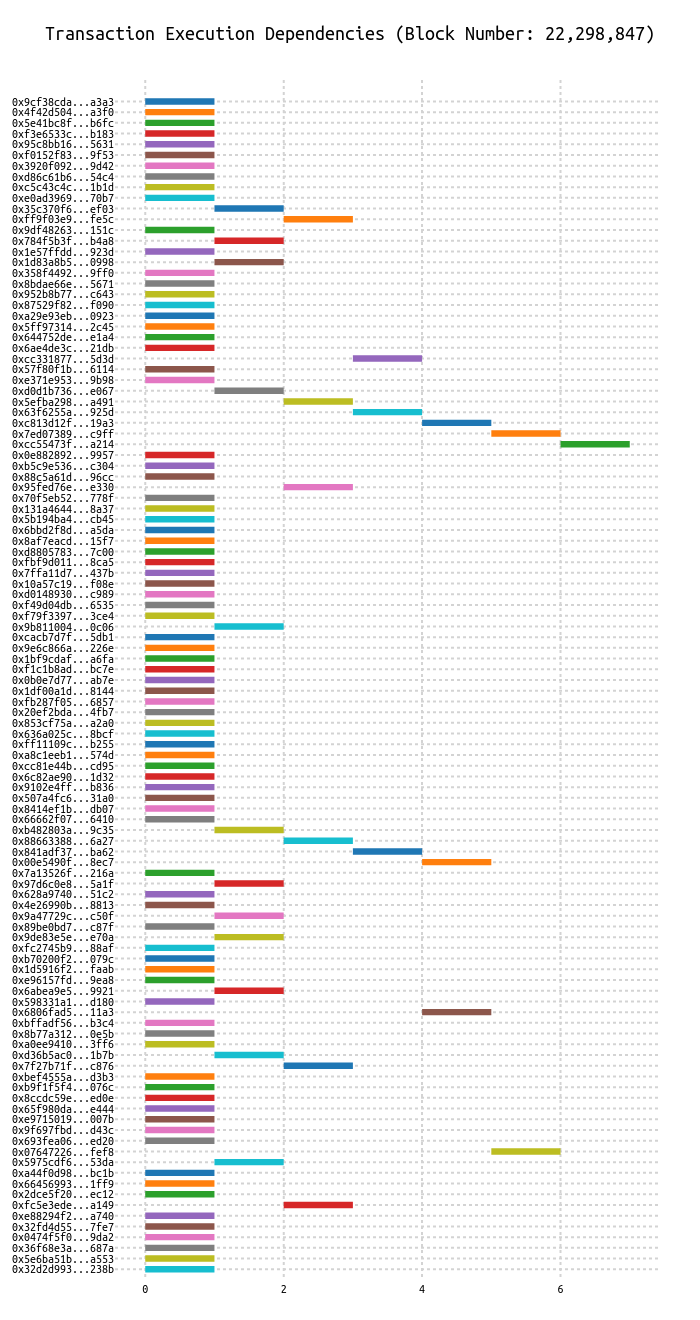 Transaction Execution Dependencies (Block Number: 22,298,847)
0x9cf38cda...a3a3
0x4f42d504...a3f0
0x5e41bc8f...b6fc
0xf3e6533c...b183
0x95c8bb16...5631
0xf0152f83...9f53
0x3920f092...9d42
0xd86c61b6...54c4
0xc5c43c4c...1b1d
0xe0ad3969...70b7
0x35c370f6...ef03
0xff9f03e9...fe5c
0x9df48263...151c
0x784f5b3f...b4a8
0x1e57ffdd...923d
0x1d83a8b5...0998
0x358f4492...9ff0
0x8bdae66e...5671
0x952b8b77...c643
0x87529f82...f090
0xa29e93eb...0923
0x5ff97314...2c45
0x644752de...e1a4
0x6ae4de3c...21db
0xcc331877...5d3d
0x57f80f1b...6114
0xe371e953...9b98
0xd0d1b736...e067
0x5efba298...a491
0x63f6255a...925d
0xc813d12f...19a3
0x7ed07389...c9ff
0xcc55473f...a214
0x0e882892...9957
0xb5c9e536...c304
0x88c5a61d...96cc
0x95fed76e...e330
0x70f5eb52...778f
0x131a4644...8a37
0x5b194ba4...cb45
0x6bbd2f8d...a5da
0x8af7eacd...15f7
0xd8805783...7c00
0xfbf9d011...8ca5
0x7ffa11d7...437b
0x10a57c19...f08e
0xd0148930...c989
0xf49d04db...6535
0xf79f3397...3ce4
0x9b811004...0c06
0xcacb7d7f...5db1
0x9e6c866a...226e
0x1bf9cdaf...a6fa
0xf1c1b8ad...bc7e
0x0b0e7d77...ab7e
0x1df00a1d...8144
0xfb287f05...6857
0x20ef2bda...4fb7
0x853cf75a...a2a0
0x636a025c...8bcf
0xff11109c...b255
0xa8c1eeb1...574d
0xcc81e44b...cd95
0x6c82ae90...1d32
0x9102e4ff...b836
0x507a4fc6...31a0
0x8414ef1b...db07
0x66662f07...6410
0xb482803a...9c35
0x88663388...6a27
0x841adf37...ba62
0x00e5490f...8ec7
0x7a13526f...216a
0x97d6c0e8...5a1f
0x628a9740...51c2
0x4e26990b...8813
0x9a47729c...c50f
0x89be0bd7...c87f
0x9de83e5e...e70a
0xfc2745b9...88af
0xb70200f2...079c
0x1d5916f2...faab
0xe96157fd...9ea8
0x6abea9e5...9921
0x598331a1...d180
0x6806fad5...11a3
0xbffadf56...b3c4
0x8b77a312...0e5b
0xa0ee9410...3ff6
0xd36b5ac0...1b7b
0x7f27b71f...c876
0xbef4555a...d3b3
0xb9f1f5f4...076c
0x8ccdc59e...ed0e
0x65f980da...e444
0xe9715019...007b
0x9f697fbd...d43c
0x693fea06...ed20
0x07647226...fef8
0x5975cdf6...53da
0xa44f0d98...bc1b
0x66456993...1ff9
0x2dce5f20...ec12
0xfc5e3ede...a149
0xe88294f2...a740
0x32fd4d55...7fe7
0x0474f5f0...9da2
0x36f68e3a...687a
0x5e6ba51b...a553
0x32d2d993...238b
0 2 4 6